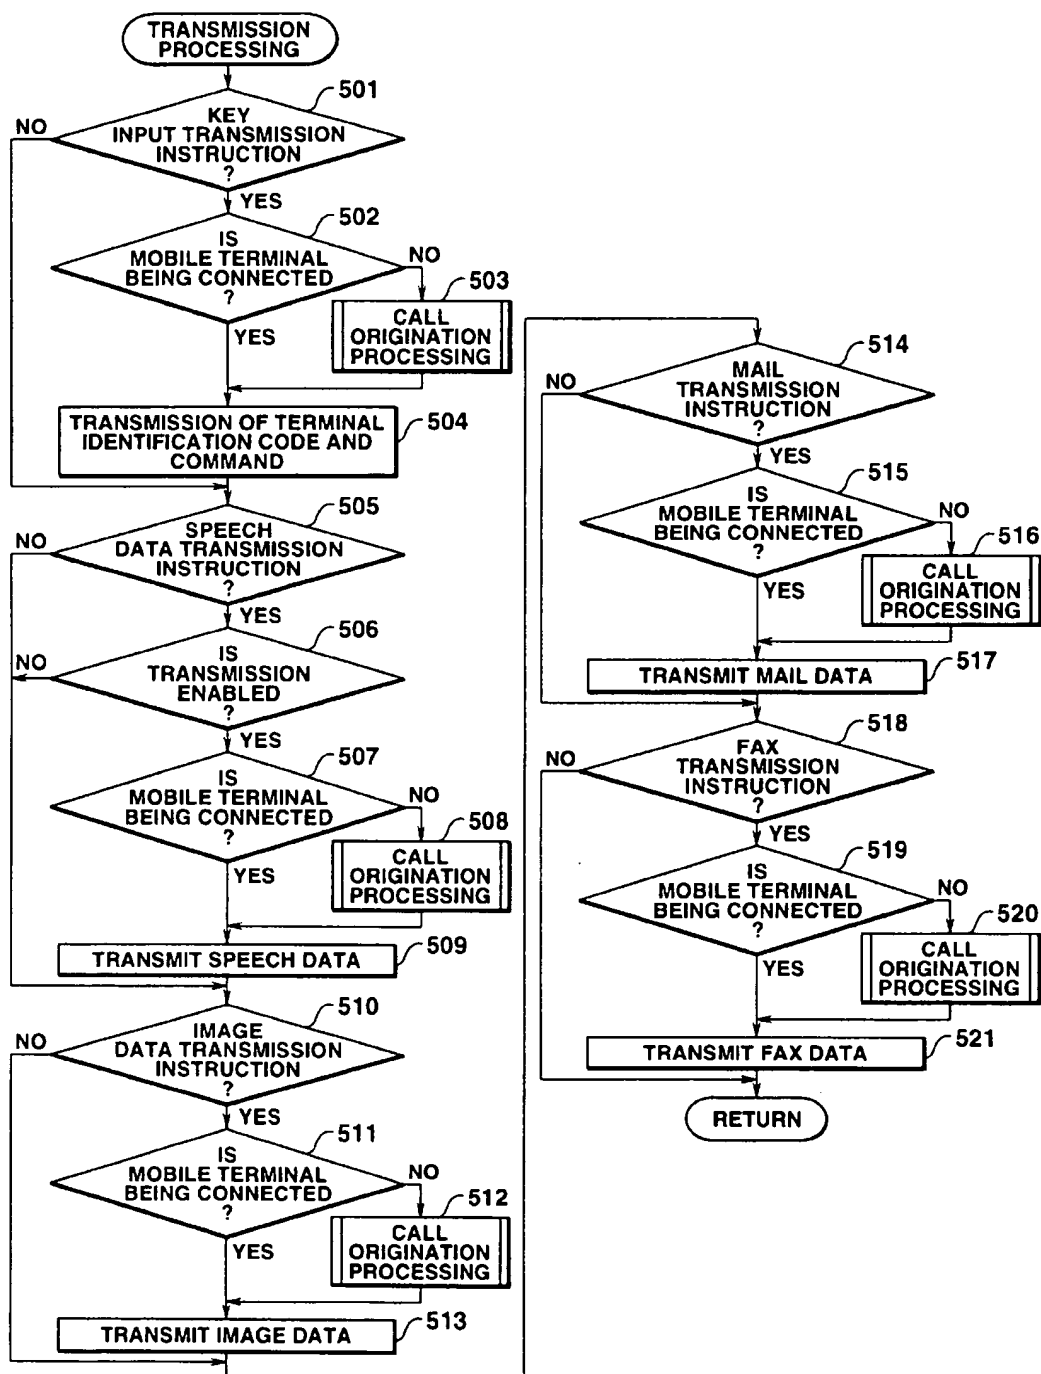 TRANSMISSION
PROCESSING
501
KEY
INPUT TRANSMISSION
INSTRUCTION
?
NO
YES
502
IS
MOBILE TERMINAL
BEING CONNECTED
?
NO
YES
503
CALL
ORIGINATION
PROCESSING
TRANSMISSION OF TERMINAL
IDENTIFICATION CODE AND
COMMAND
504
505
SPEECH
DATA TRANSMISSION
INSTRUCTION
?
NO
YES
506
IS
TRANSMISSION
ENABLED
?
NO
YES
507
IS
MOBILE TERMINAL
BEING CONNECTED
?
NO
YES
508
CALL
ORIGINATION
PROCESSING
TRANSMIT SPEECH DATA
509
510
IMAGE
DATA TRANSMISSION
INSTRUCTION
?
NO
YES
511
IS
MOBILE TERMINAL
BEING CONNECTED
?
NO
YES
512
CALL
ORIGINATION
PROCESSING
TRANSMIT IMAGE DATA
513
514
MAIL
TRANSMISSION
INSTRUCTION
?
NO
YES
515
IS
MOBILE TERMINAL
BEING CONNECTED
?
NO
YES
516
CALL
ORIGINATION
PROCESSING
TRANSMIT MAIL DATA
517
518
FAX
TRANSMISSION
INSTRUCTION
?
NO
YES
519
IS
MOBILE TERMINAL
BEING CONNECTED
?
NO
YES
520
CALL
ORIGINATION
PROCESSING
TRANSMIT FAX DATA
521
RETURN